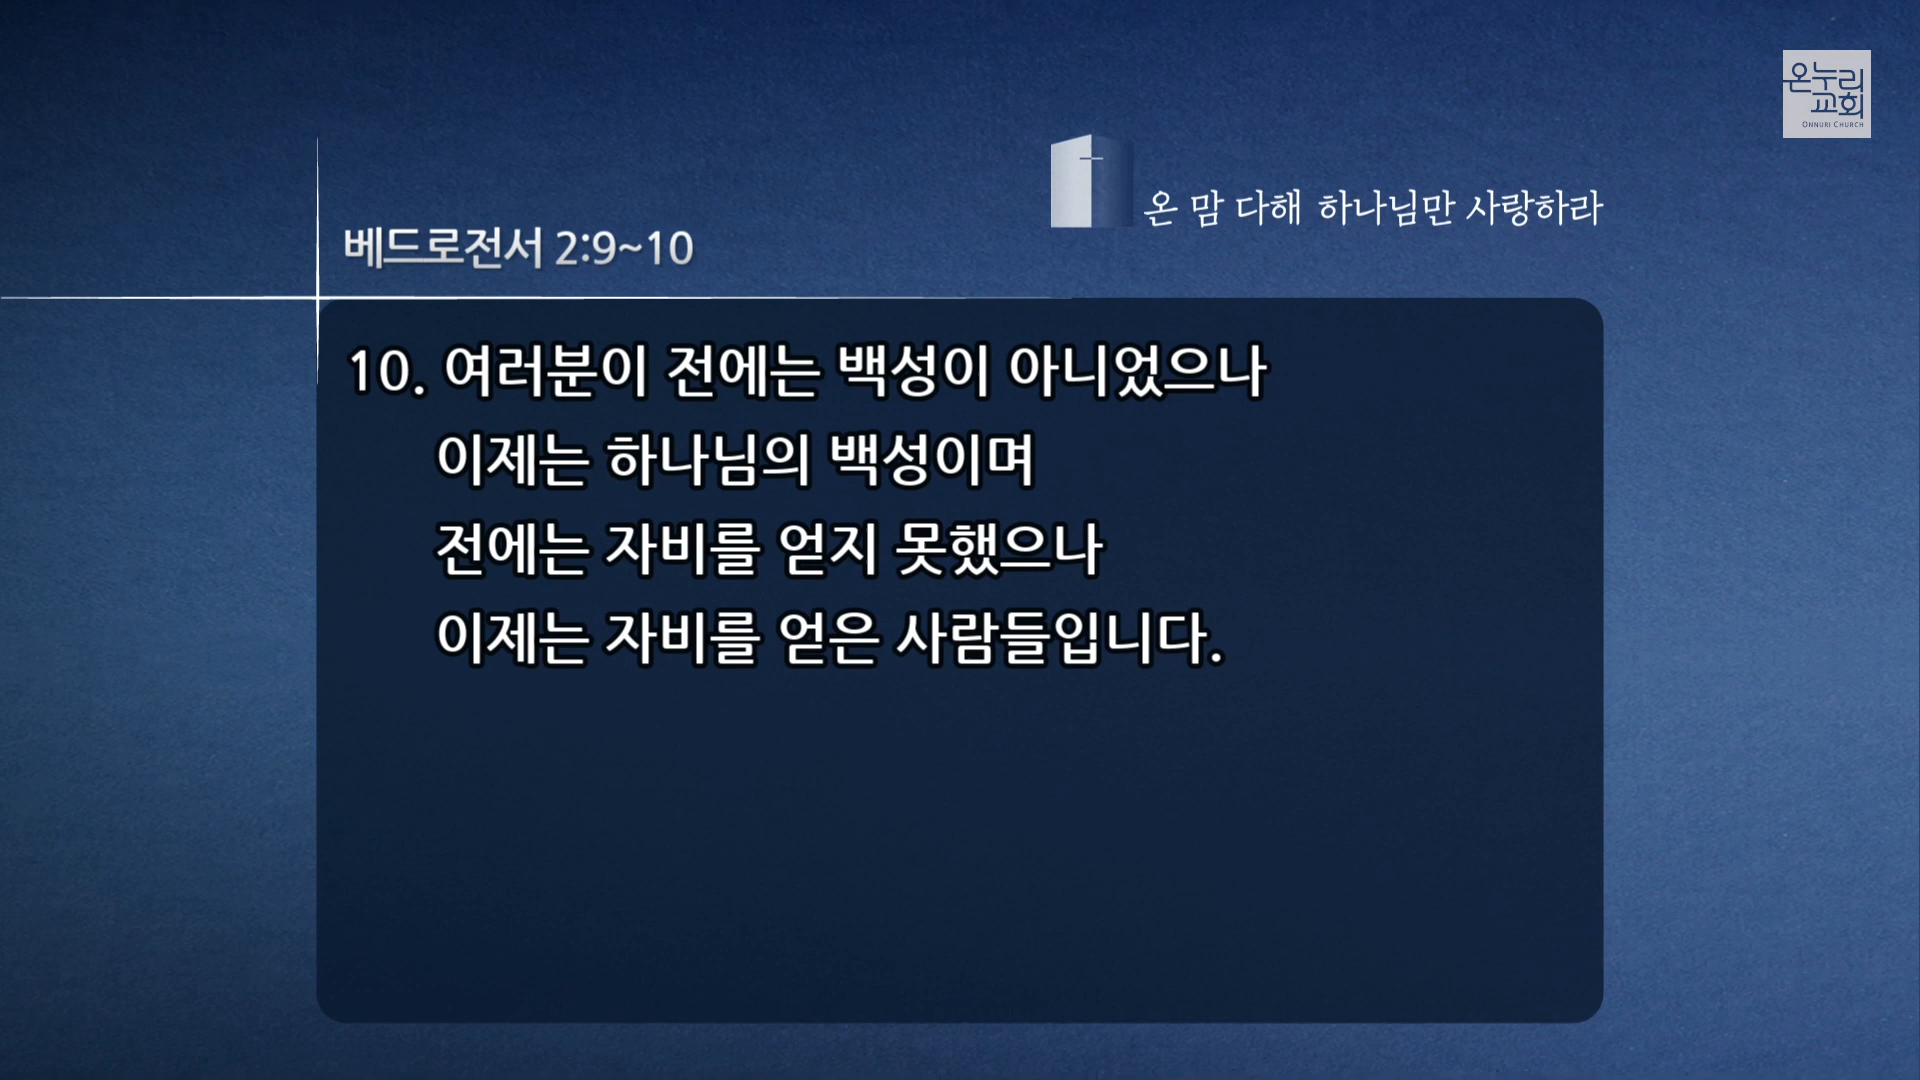 온누리
교회
ONNURI CHURCH
온 맘 다해 하나님만 사랑하라
베드로전서 2:9~10
10. 여러분이 전에는 백성이 아니었으나
이제는 하나님의 백성이며
전에는 자비를 얻지 못했으나
이제는 자비를 얻은 사람들입니다.